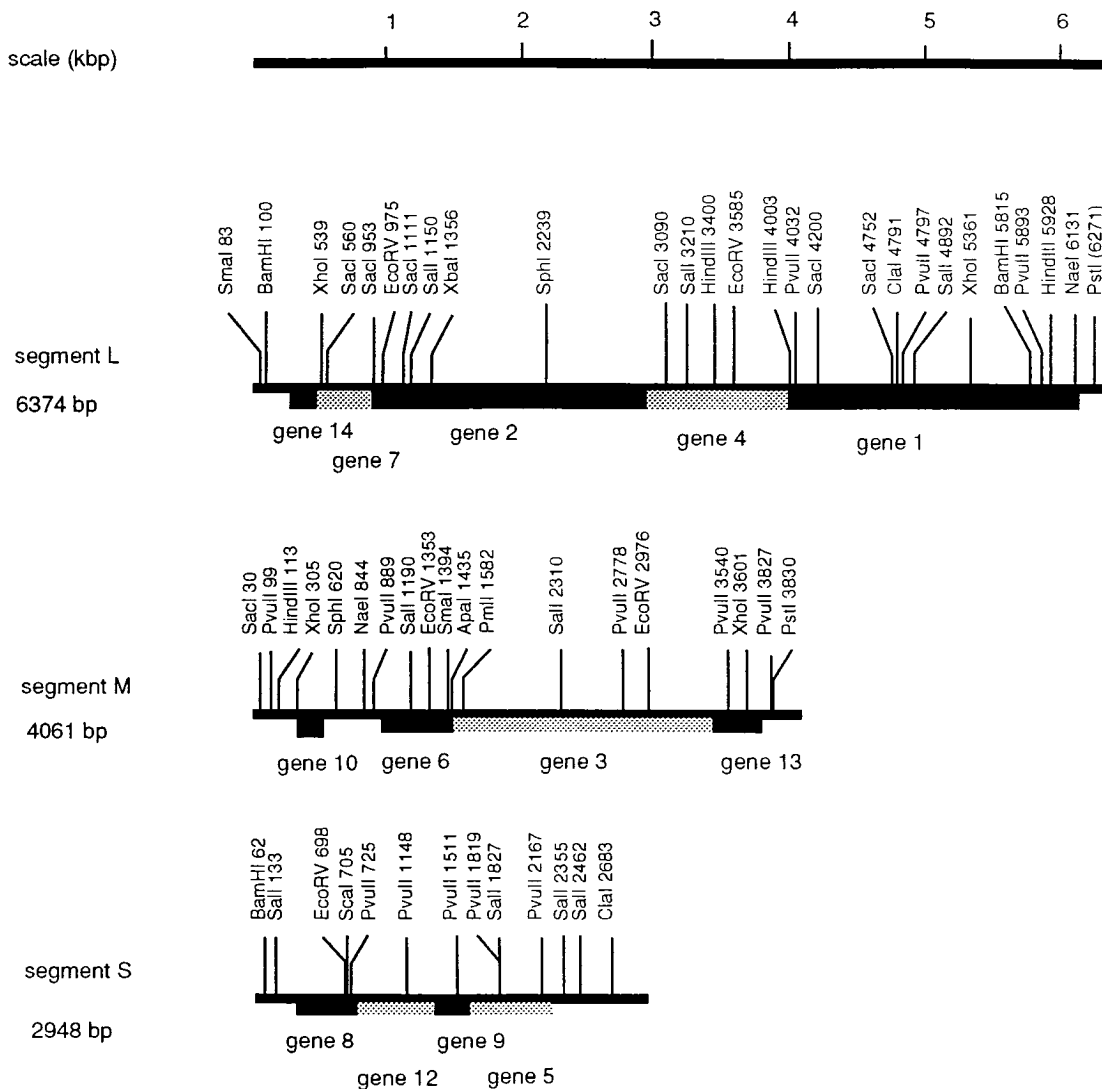 1 2 3 4 5 6
scale (kbp)
SmaI 83
BamHI 100
XhoI 539
SacI 560
SacI 953
EcoRV 975
SacI 1111
SalI 1150
XbaI 1356
SphI 2239
SacI 3090
SalI 3210
HindIII 3400
EcoRV 3585
HindIII 4003
PvuII 4032
SacI 4200
SacI 4752
ClaI 4791
PvuII 4797
SalI 4892
XhoI 5361
BamHI 5815
PvuII 5893
HindIII 5928
NaeI 6131
PstI (6271)
segment L
6374 bp
gene 14
gene 7
gene 2
gene 4
gene 1
SacI 30
PvuII 99
HindIII 113
XhoI 305
SphI 620
NaeI 844
PvuII 889
SalI 1190
EcoRV 1353
SmaI 1394
ApaI 1435
PmlI 1582
SalI 2310
PvuII 2778
EcoRV 2976
PvuII 3540
XhoI 3601
PvuII 3827
PstI 3830
segment M
4061 bp
gene 10
gene 6
gene 3
gene 13
BamHI 62
SalI 133
EcoRV 698
ScaI 705
PvuII 725
PvuII 1148
PvuII 1511
PvuII 1819
SalI 1827
PvuII 2167
SalI 2355
SalI 2462
ClaI 2683
segment S
2948 bp
gene 8
gene 12
gene 9
gene 5